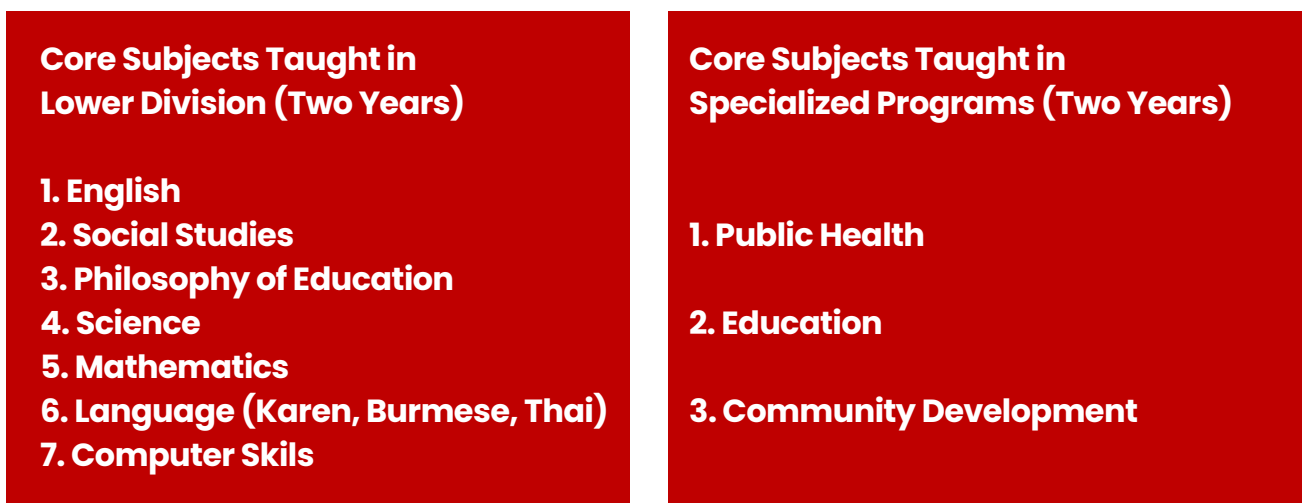 Core Subjects Taught in
Lower Division (Two Years)
1. English
2. Social Studies
3. Philosophy of Education
4. Science
5. Mathematics
6. Language (Karen, Burmese, Thai)
7. Computer Skils
Core Subjects Taught in
Specialized Programs (Two Years)
1. Public Health
2. Education
3. Community Development